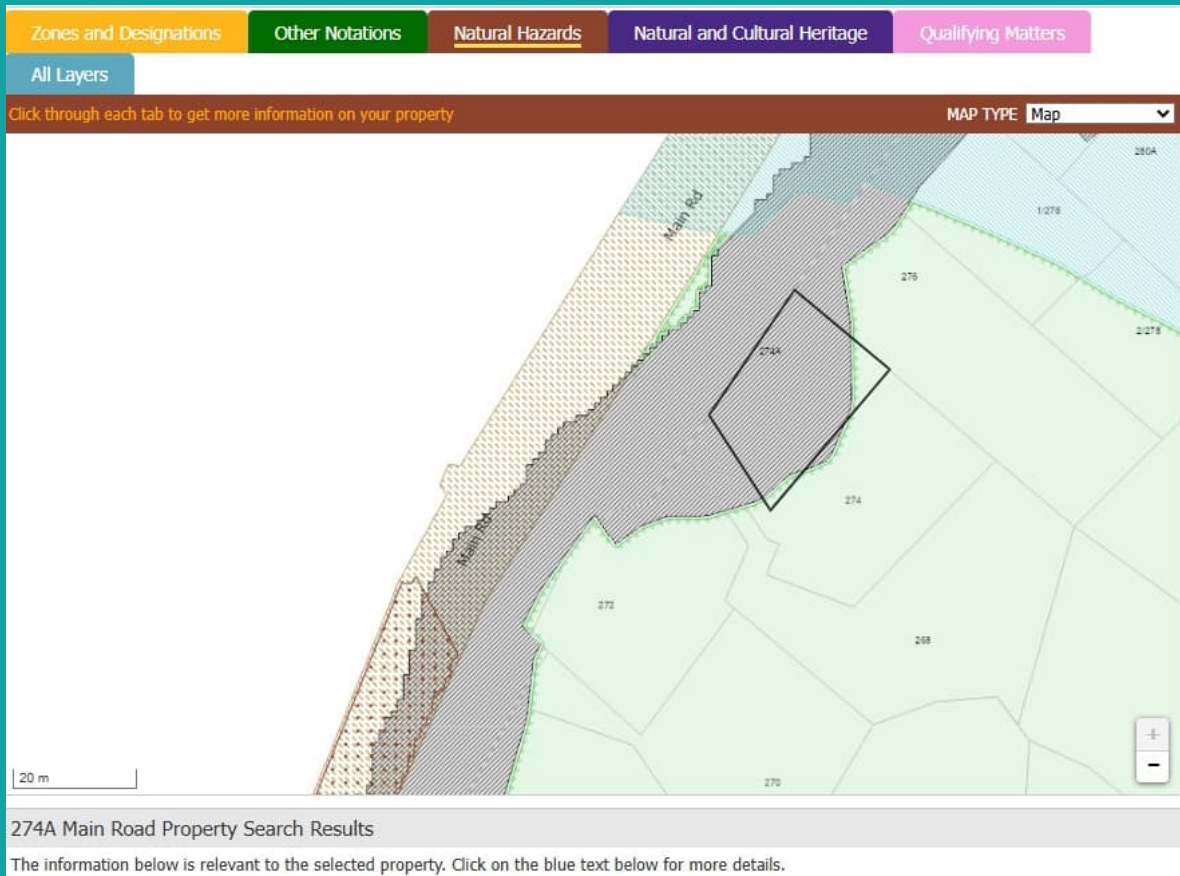 Zones and Designations
Other Notations
Natural Hazards
Natural and Cultural Heritage
Qualifying Matters
All Layers
Click through each tab to get more information on your property
MAP TYPE Map
280A
Main Rd
1/278
276
2/278
274A
274
Main Rd
272
268
20 m
270
+
-
274A Main Road Property Search Results
The information below is relevant to the selected property. Click on the blue text below for more details.